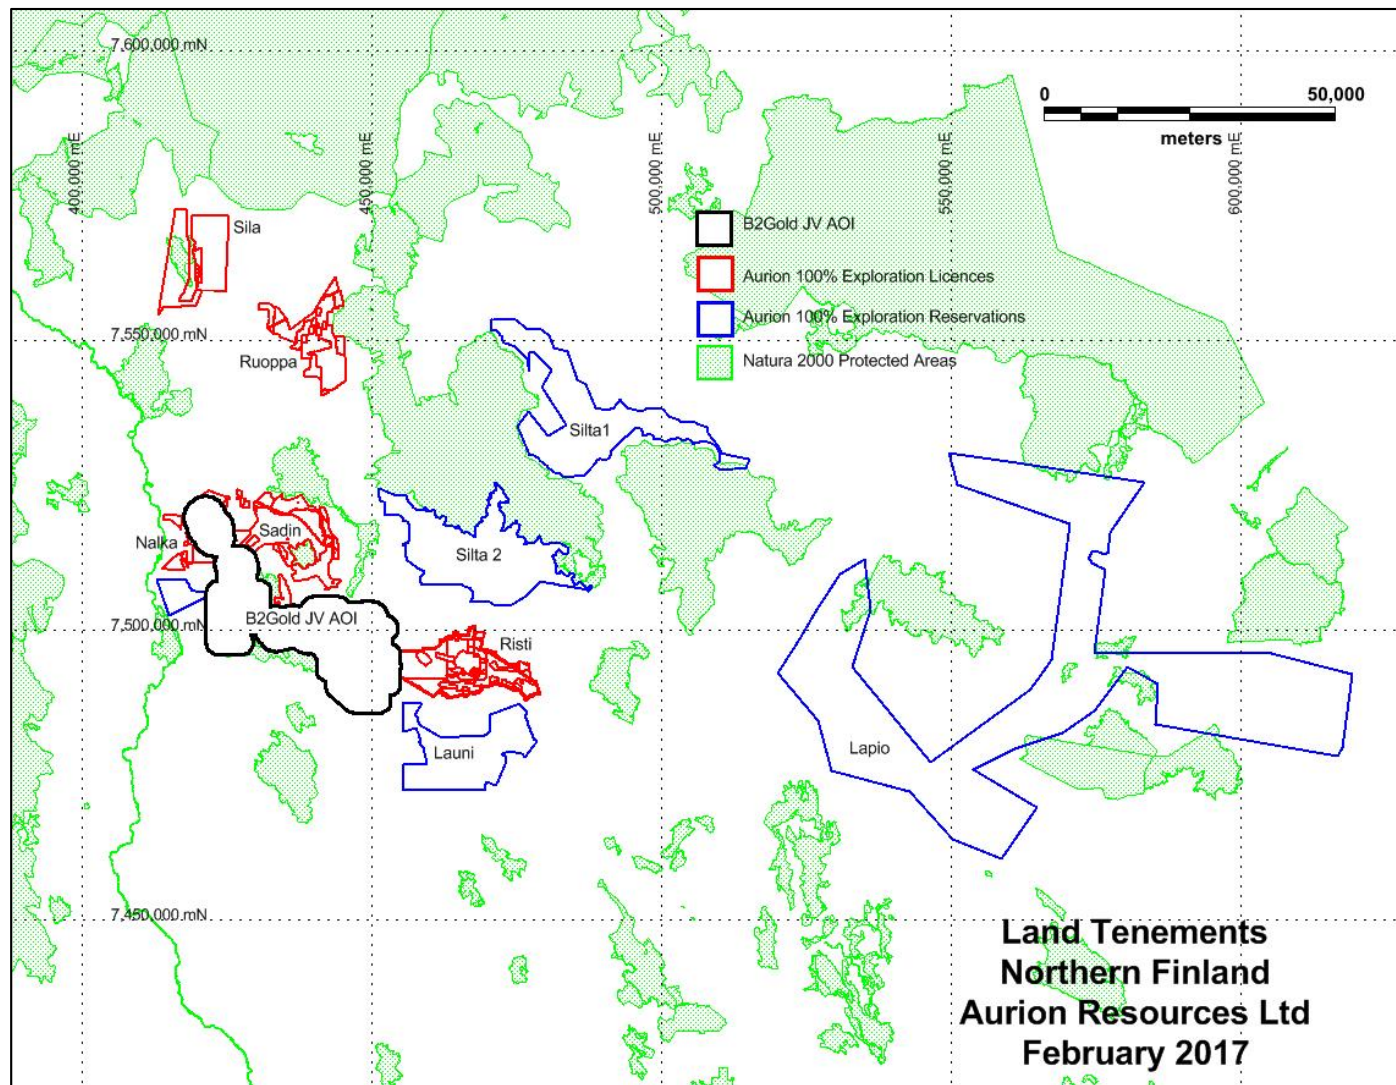 7,600,000 mN
0 50,000
meters
400,000 mE
450,000 mE
500,000 mE
550,000 mE
600,000 mE
Sila
B2Gold JV AOI
Aurion 100% Exploration Licences
Aurion 100% Exploration Reservations
Natura 2000 Protected Areas
7,550,000 mN
Ruoppa
Silta1
Nalka
Sadin
Silta 2
B2Gold JV AOI
7,500,000 mN
Risti
Launi
Lapio
7,450,000 mN
Land Tenements
Northern Finland
Aurion Resources Ltd
February 2017